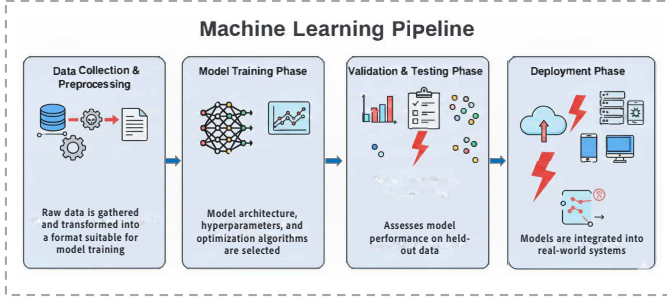 Machine Learning Pipeline
Data Collection &
Preprocessing
Raw data is gathered
and transformed into
a format suitable for
model training
Model Training Phase
Model architecture,
hyperparameters, and
optimization algorithms
are selected
Validation & Testing Phase
Assesses model
performance on held-
out data
Deployment Phase
Models are integrated into
real-world systems